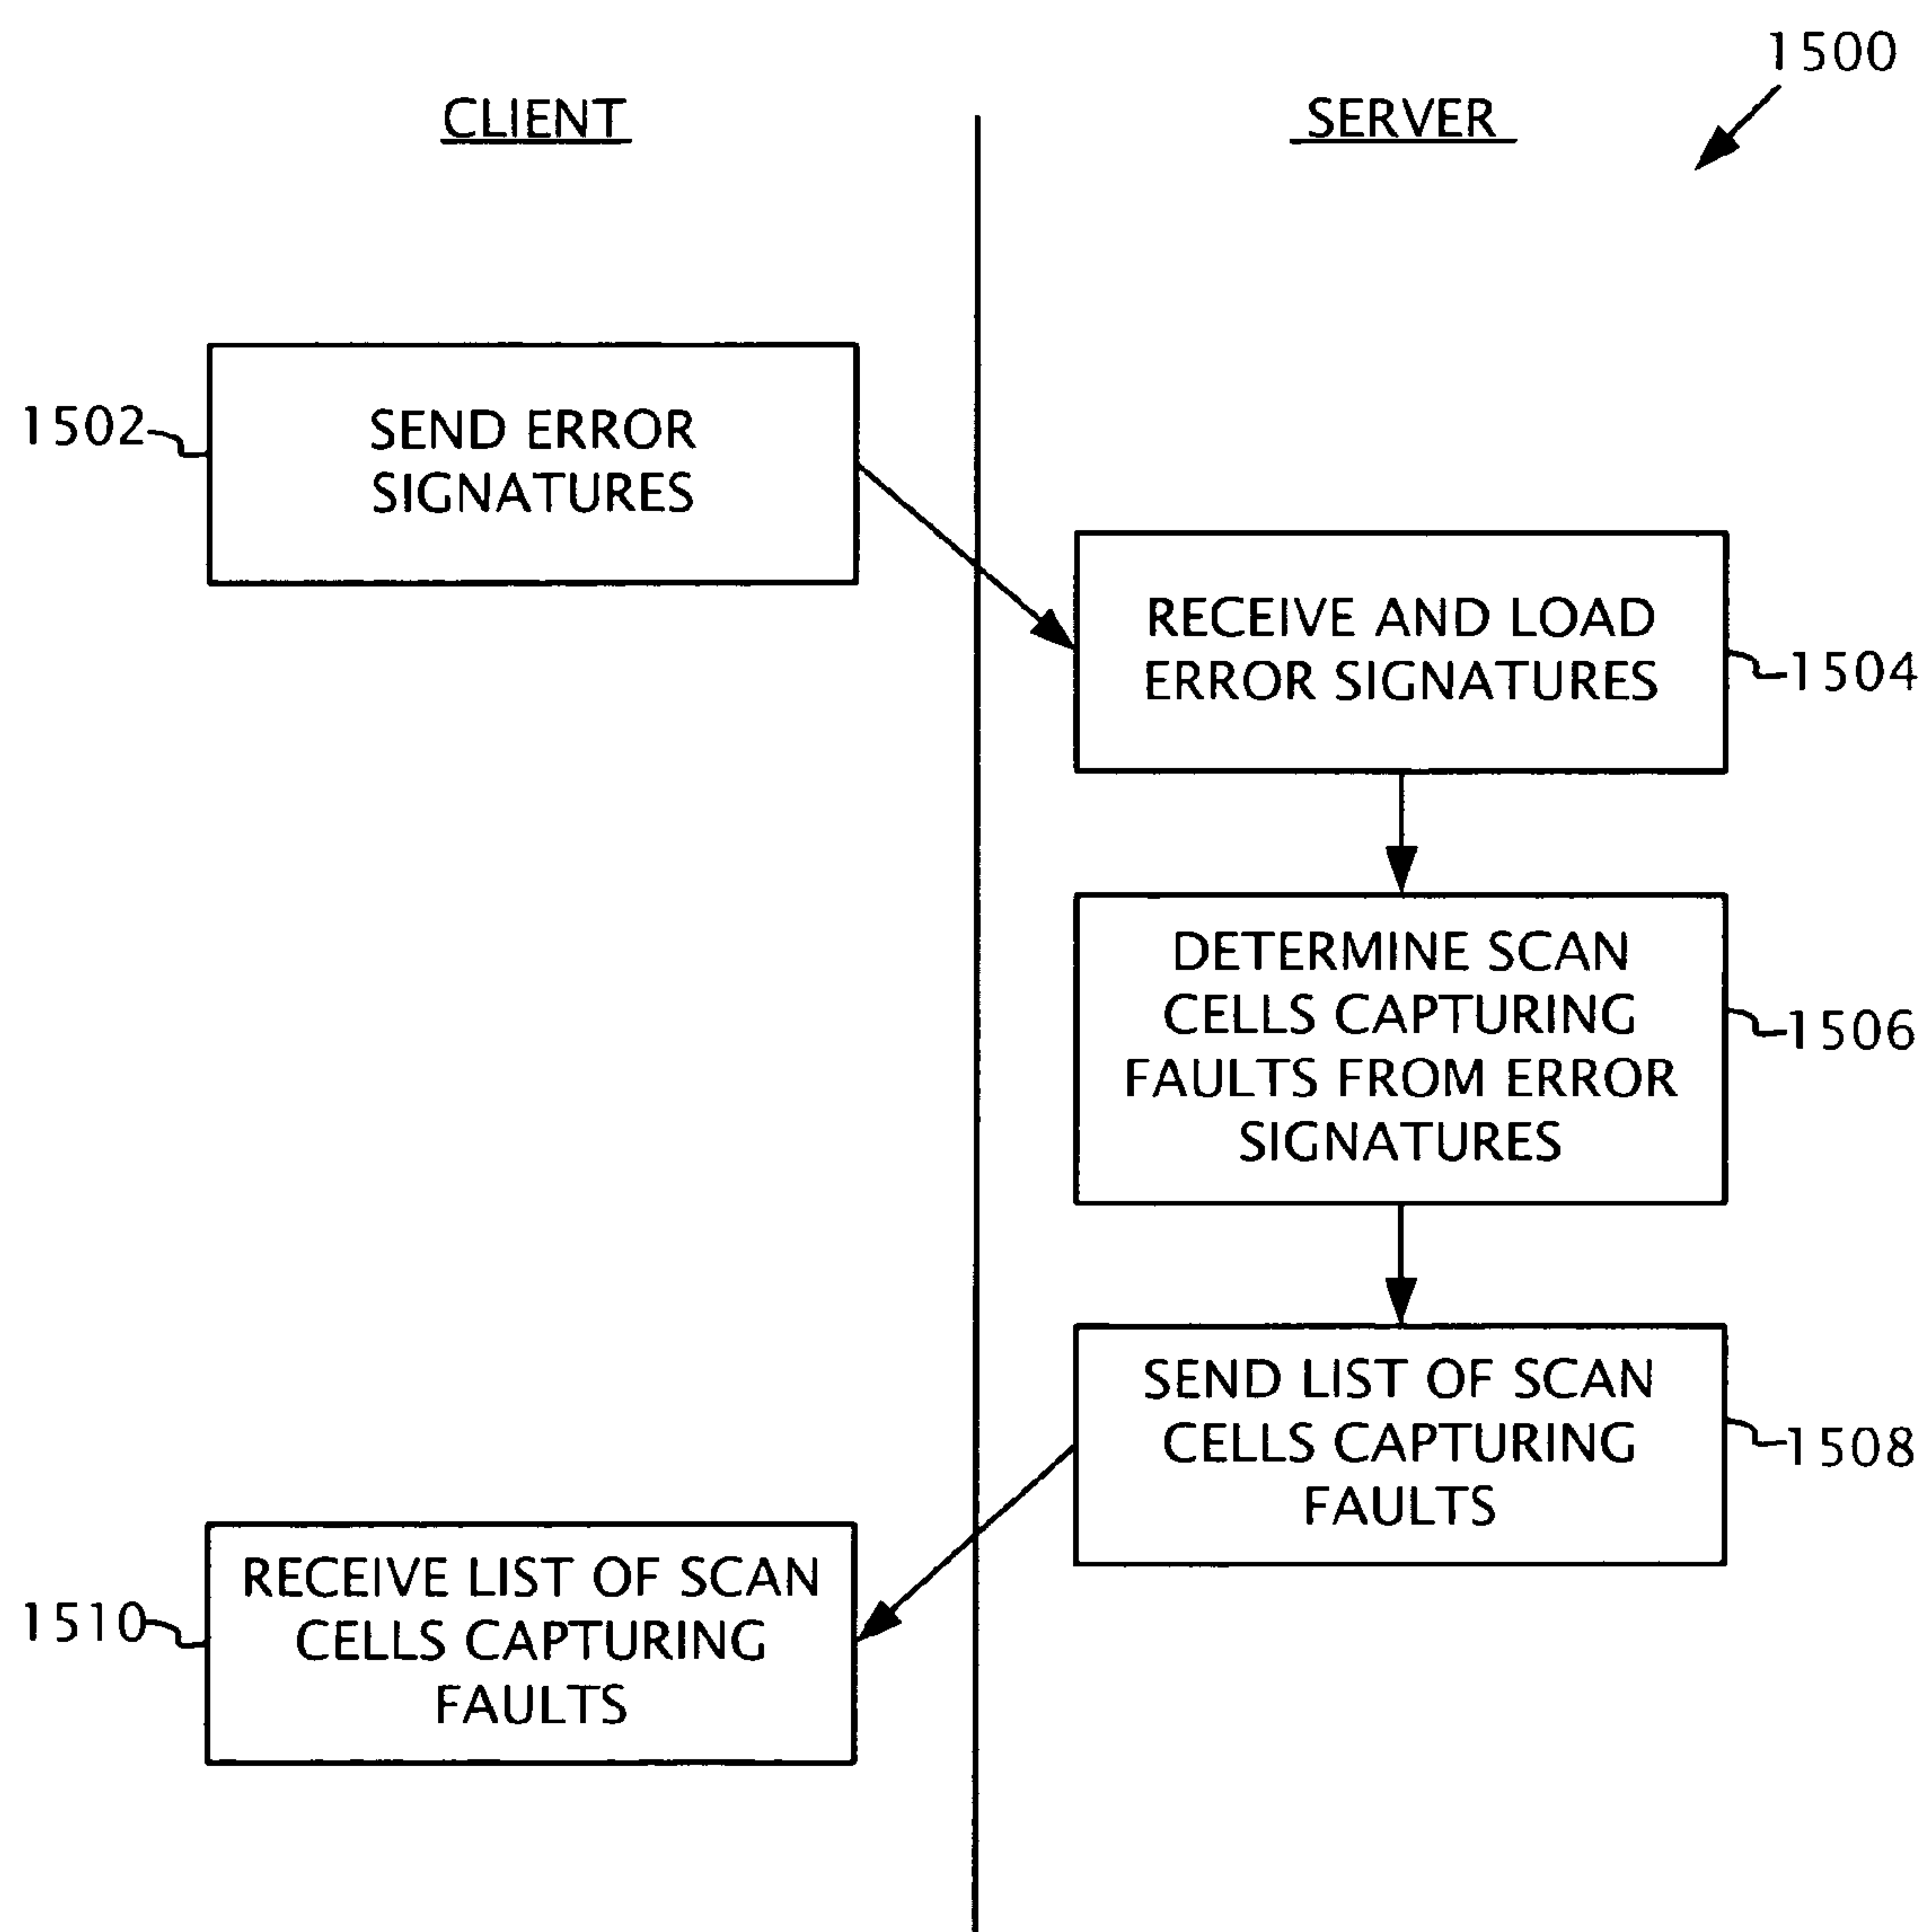 1500
CLIENT
SERVER
1502
SEND ERROR
SIGNATURES
RECEIVE AND LOAD
ERROR SIGNATURES
1504
DETERMINE SCAN
CELLS CAPTURING
FAULTS FROM ERROR
SIGNATURES
1506
SEND LIST OF SCAN
CELLS CAPTURING
FAULTS
1508
1510
RECEIVE LIST OF SCAN
CELLS CAPTURING
FAULTS